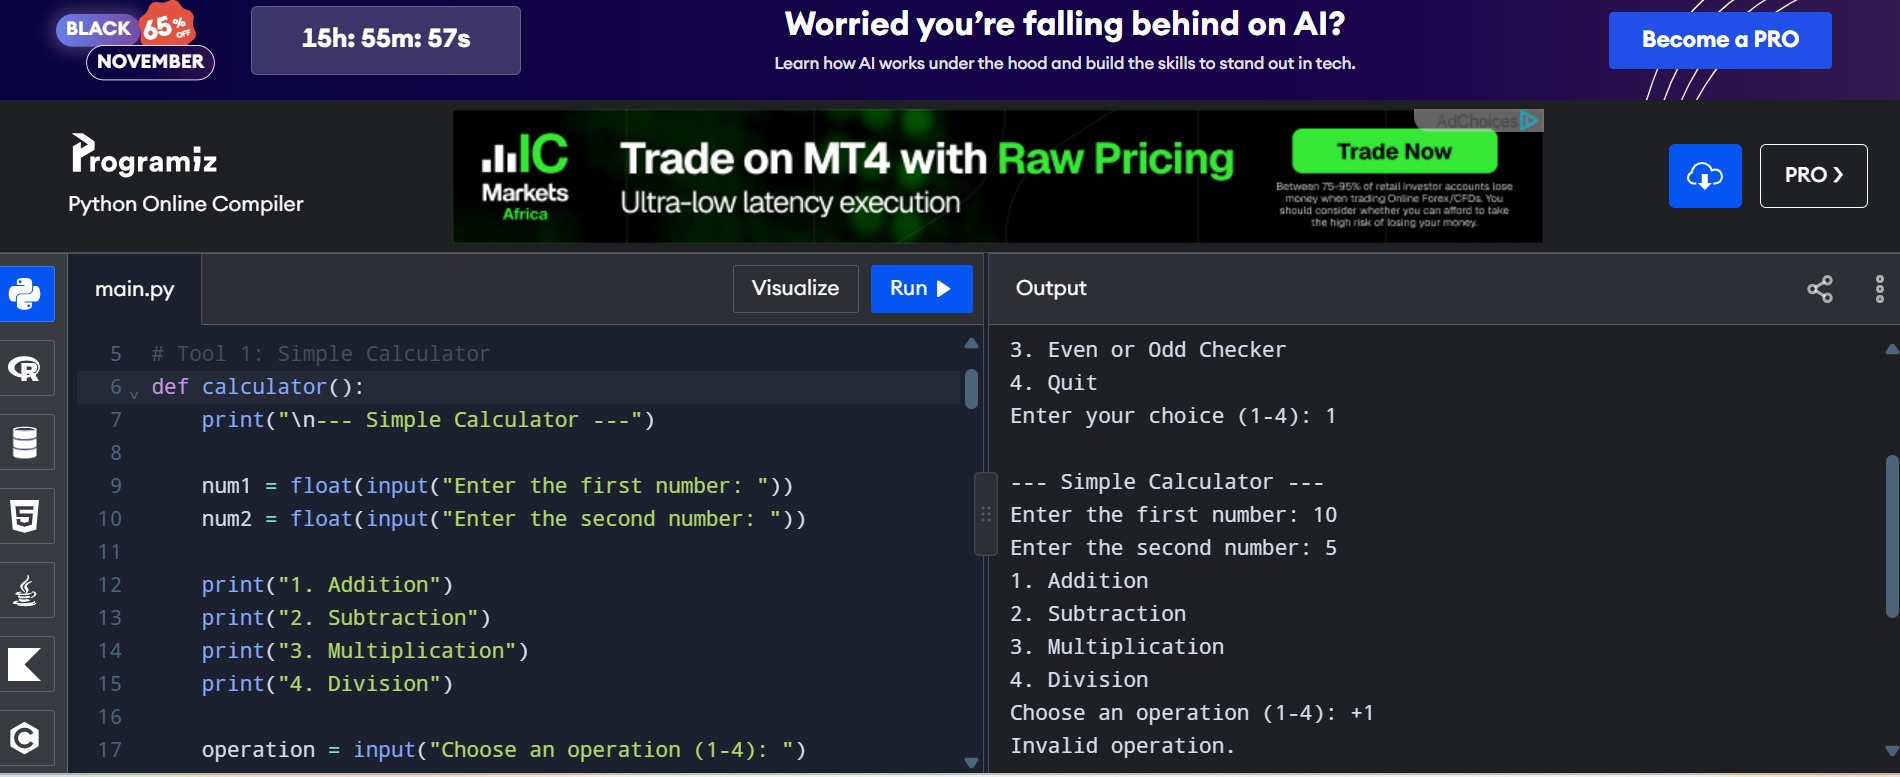 BLACK
65% OFF
NOVEMBER
15h: 55m: 57s
Worried you're falling behind on AI?
Learn how AI works under the hood and build the skills to stand out in tech.
Become a PRO
Programiz
Python Online Compiler
IC
Markets
Africa
Trade on MT4 with Raw Pricing
Ultra-low latency execution
AdChoices
Trade Now
Between 75-95% of retail investor accounts lose
money when trading Online Forex/CFDs. You
should consider whether you can afford to take
the high risk of losing your money.
PRO ❯
main.py
Visualize
Run
5 # Tool 1: Simple Calculator
6 def calculator():
7 print("\n--- Simple Calculator ---")
8
9 num1 = float(input("Enter the first number: "))
10 num2 = float(input("Enter the second number: "))
11
12 print("1. Addition")
13 print("2. Subtraction")
14 print("3. Multiplication")
15 print("4. Division")
16
17 operation = input("Choose an operation (1-4): ")
Output
3. Even or Odd Checker
4. Quit
Enter your choice (1-4): 1
--- Simple Calculator ---
Enter the first number: 10
Enter the second number: 5
1. Addition
2. Subtraction
3. Multiplication
4. Division
Choose an operation (1-4): +1
Invalid operation.
R
5
C